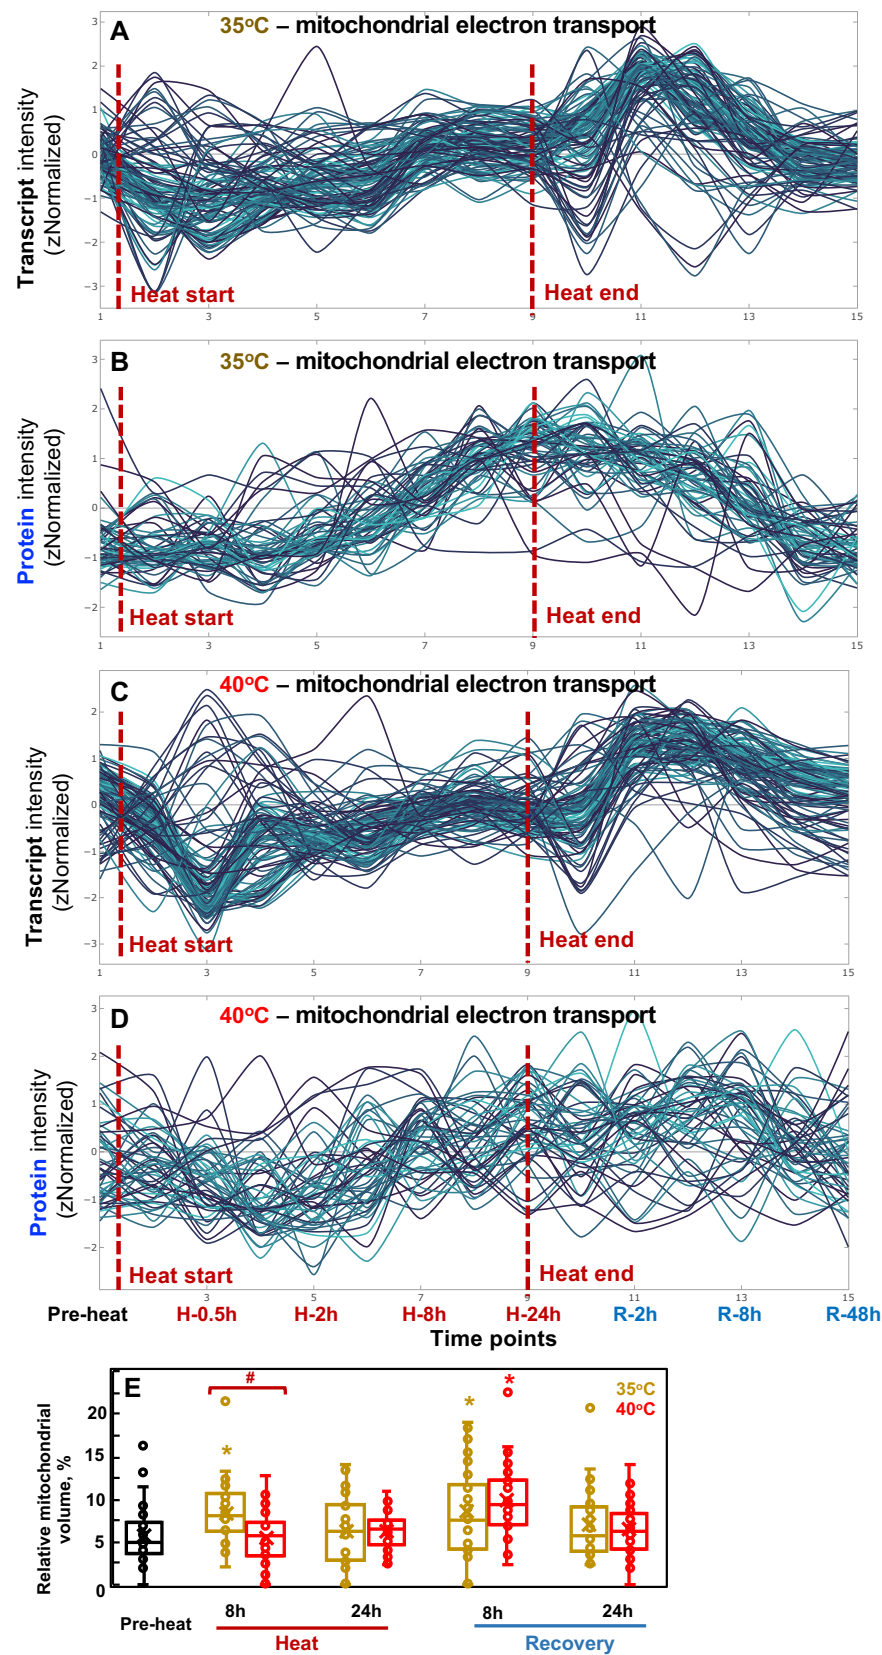 A
35°C – mitochondrial electron transport
Transcript intensity
(zNormalized)
3
2
1
0
−1
−2
−3
Heat start
Heat end
1 3 5 7 9 11 13 15
B
35°C – mitochondrial electron transport
Protein intensity
(zNormalized)
3
2
1
0
−1
−2
Heat start
Heat end
1 3 5 7 9 11 13 15
C
40°C – mitochondrial electron transport
Transcript intensity
(zNormalized)
2
1
0
−1
−2
−3
Heat start
Heat end
1 3 5 7 9 11 13 15
D
40°C – mitochondrial electron transport
Protein intensity
(zNormalized)
3
2
1
0
−1
−2
Heat start
Heat end
1 3 5 7 9 11 13 15
Pre-heat H-0.5h H-2h H-8h H-24h R-2h R-8h R-48h
Time points
E
Relative mitochondrial
volume, %
20
15
10
5
0
#
*
*
*
35°C
40°C
Pre-heat
8h 24h 8h 24h
Heat Recovery